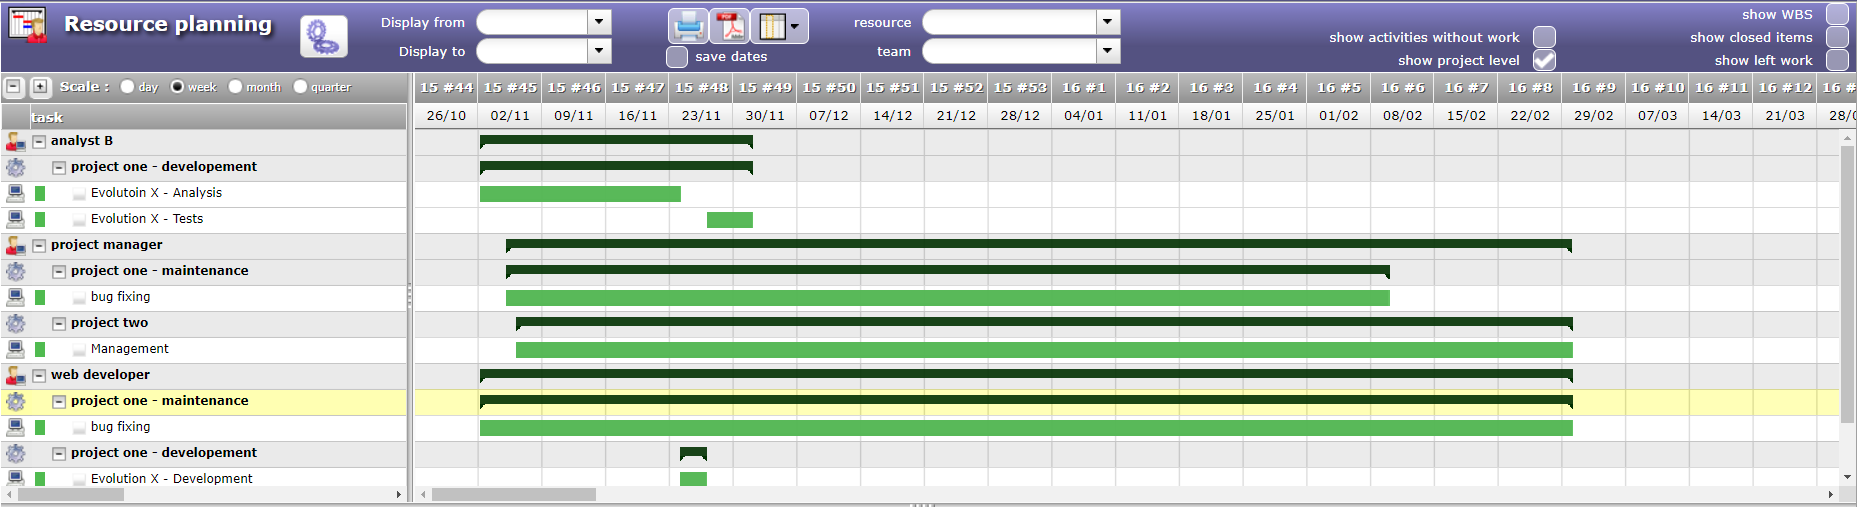 Resource planning
Display from
Display to
save dates
resource
team
show activities without work
show project level
show WBS
show closed items
show left work
Scale : day week month quarter
15 #44 15 #45 15 #46 15 #47 15 #48 15 #49 15 #50 15 #51 15 #52 15 #53 16 #1 16 #2 16 #3 16 #4 16 #5 16 #6 16 #7 16 #8 16 #9 16 #10 16 #11 16 #12 16 #
task
26/10 02/11 09/11 16/11 23/11 30/11 07/12 14/12 21/12 28/12 04/01 11/01 18/01 25/01 01/02 08/02 15/02 22/02 29/02 07/03 14/03 21/03 28/0
analyst B
project one - developement
Evolutoin X - Analysis
Evolution X - Tests
project manager
project one - maintenance
bug fixing
project two
Management
web developer
project one - maintenance
bug fixing
project one - developement
Evolution X - Development